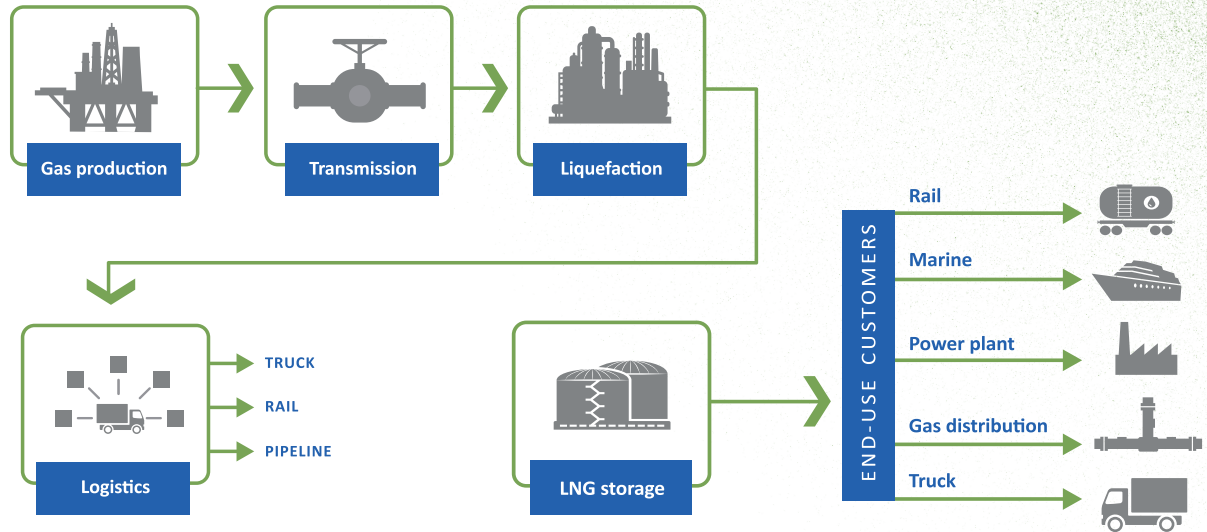 Gas production
Transmission
Liquefaction
TRUCK
RAIL
PIPELINE
Logistics
LNG storage
END-USE CUSTOMERS
Rail
Marine
Power plant
Gas distribution
Truck